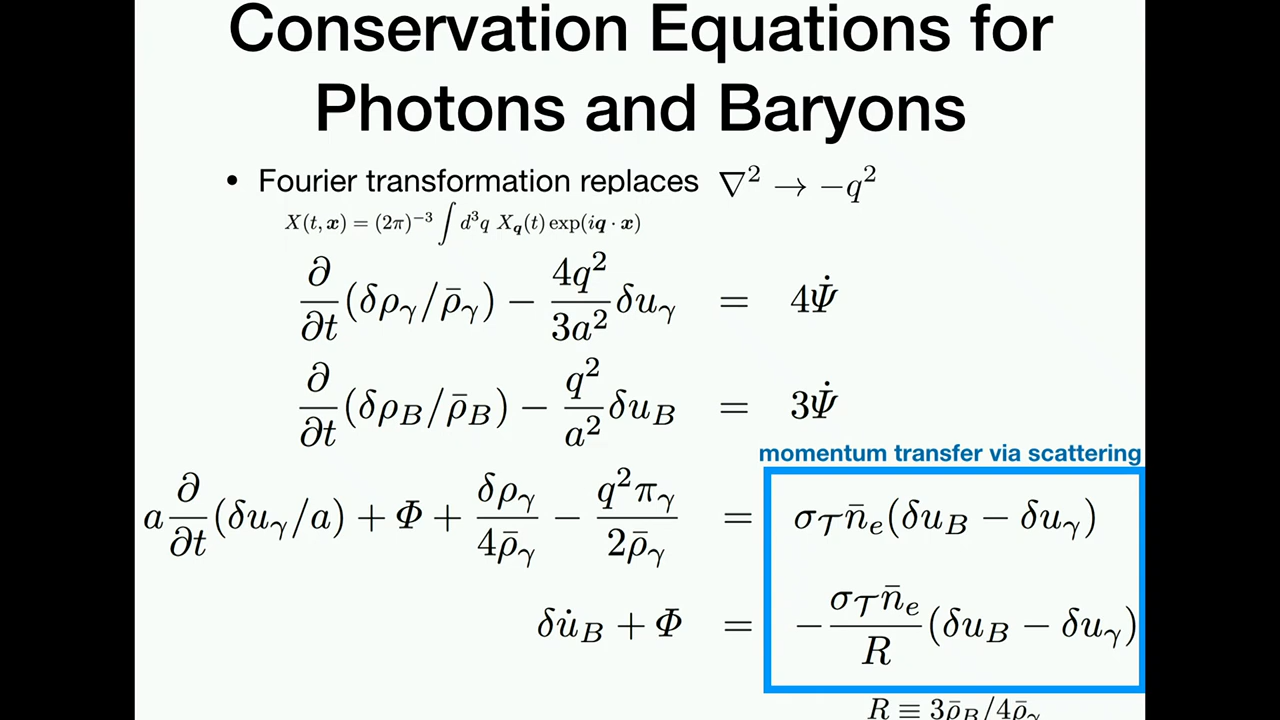 Conservation Equations for
Photons and Baryons
• Fourier transformation replaces ∇² → −q²
X(t, x) = (2π)⁻³ ∫ d³q X_q(t) exp(iq · x)
∂/∂t (δρ_γ/ρ̄_γ) − 4q²/3a² δu_γ = 4Ψ̇
∂/∂t (δρ_B/ρ̄_B) − q²/a² δu_B = 3Ψ̇
momentum transfer via scattering
a ∂/∂t (δu_γ/a) + Φ + δρ_γ/4ρ̄_γ − q²π_γ/2ρ̄_γ = σ_𝒯 n̄_e(δu_B − δu_γ)
δu̇_B + Φ = − σ_𝒯 n̄_e/R (δu_B − δu_γ)
R ≡ 3ρ̄_B/4ρ̄_γ